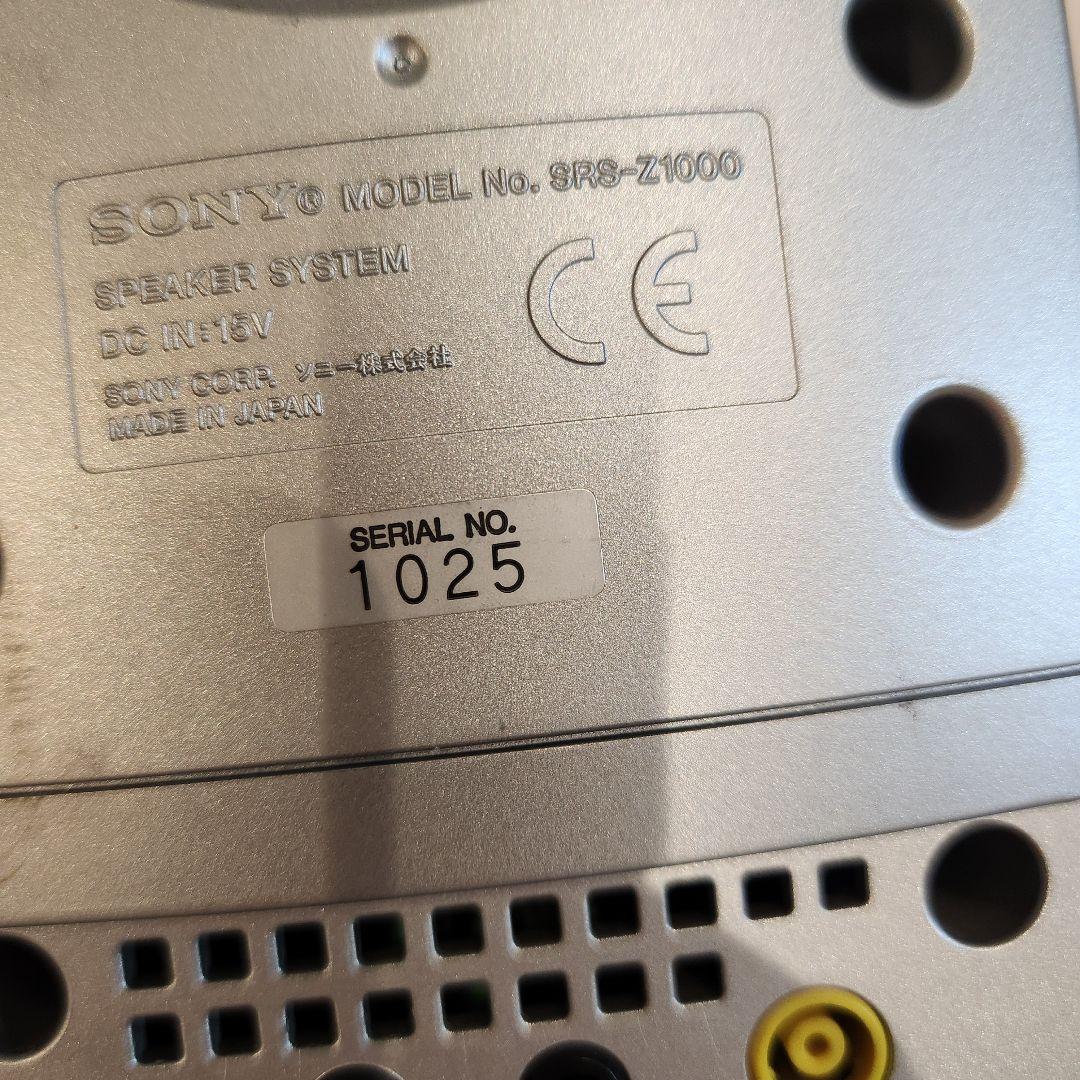 SONY® MODEL No. SRS-Z1000
SPEAKER SYSTEM
DC IN:15V
SONY CORP. ソニー株式会社
MADE IN JAPAN
CE
SERIAL NO.
1025